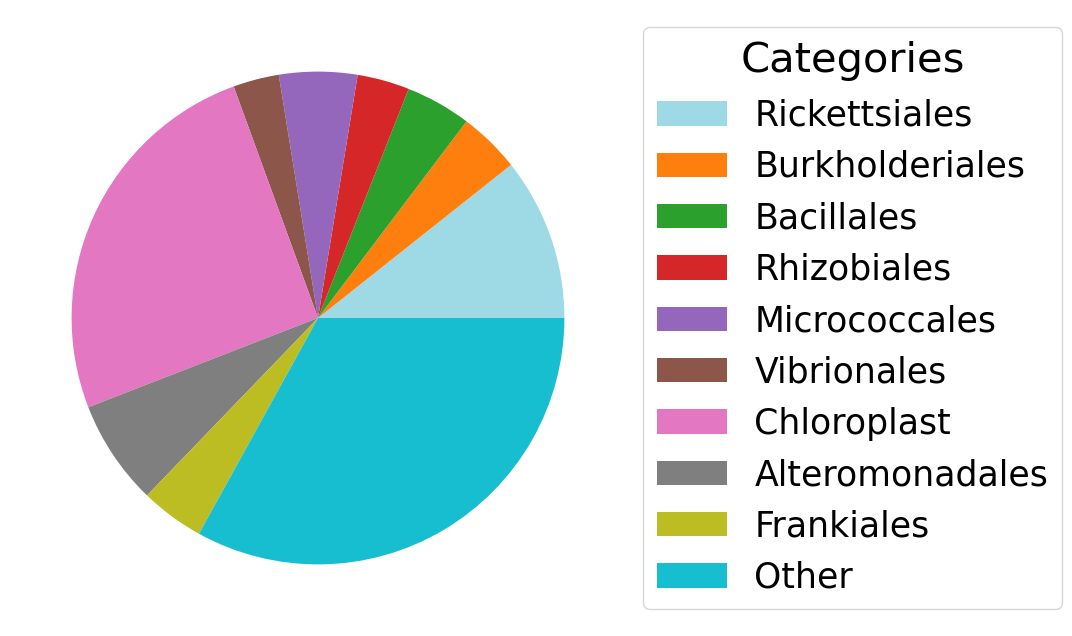 Categories
Rickettsiales
Burkholderiales
Bacillales
Rhizobiales
Micrococcales
Vibrionales
Chloroplast
Alteromonadales
Frankiales
Other